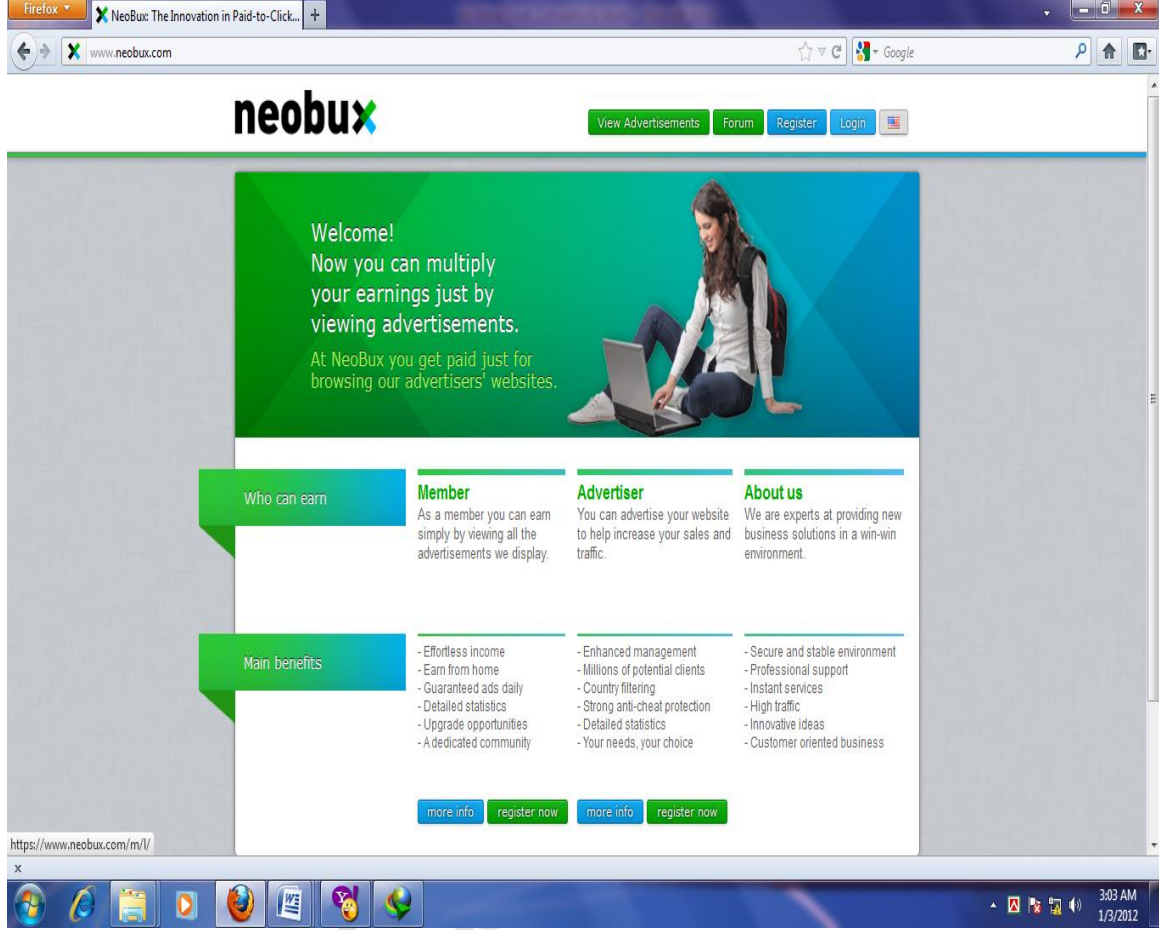 Firefox
NeoBux: The Innovation in Paid-to-Click...
www.neobux.com
Google
neobux
View Advertisements
Forum
Register
Login
Welcome!
Now you can multiply
your earnings just by
viewing advertisements.
At NeoBux you get paid just for
browsing our advertisers' websites.
Who can earn
Member
As a member you can earn
simply by viewing all the
advertisements we display.
Advertiser
You can advertise your website
to help increase your sales and
traffic.
About us
We are experts at providing new
business solutions in a win-win
environment.
Main benefits
- Effortless income
- Earn from home
- Guaranteed ads daily
- Detailed statistics
- Upgrade opportunities
- A dedicated community
- Enhanced management
- Millions of potential clients
- Country filtering
- Strong anti-cheat protection
- Detailed statistics
- Your needs, your choice
- Secure and stable environment
- Professional support
- Instant services
- High traffic
- Innovative ideas
- Customer oriented business
more info
register now
more info
register now
https://www.neobux.com/m/l/
x
3:03 AM
1/3/2012